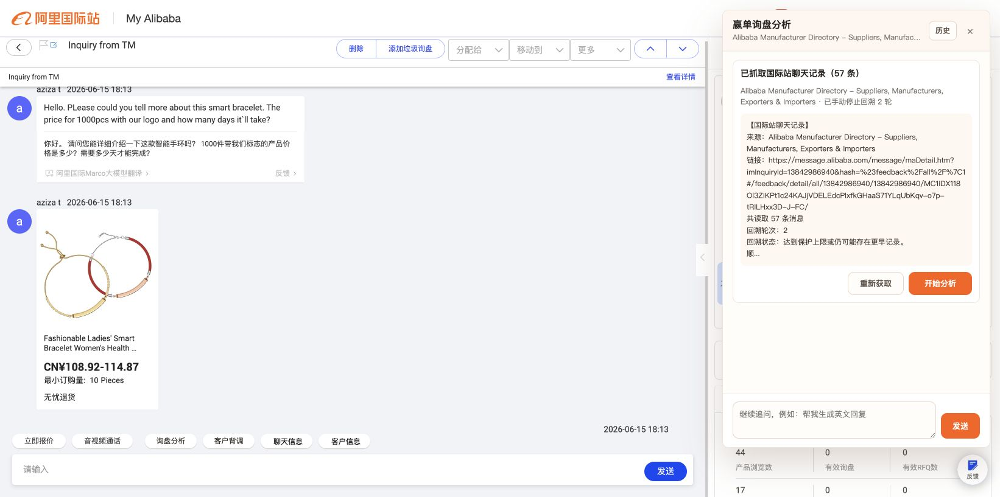 阿里国际站
My Alibaba
Inquiry from TM
删除
添加垃圾询盘
分配给
移动到
更多
Inquiry from TM
查看详情
aziza t 2026-06-15 18:13
a
Hello. PLease could you tell more about this smart bracelet. The
price for 1000pcs with our logo and how many days it`ll take?
你好。 请问您能详细介绍一下这款智能手环吗? 1000件带我们标志的产品价
格是多少? 需要多少天才能完成?
阿里国际Marco大模型翻译 >
反馈 >
aziza t 2026-06-15 18:13
a
Fashionable Ladies' Smart
Bracelet Women's Health ...
CN¥108.92-114.87
最小订购量: 10 Pieces
无忧退货
2026-06-15 18:13
立即报价
音视频通话
询盘分析
客户背调
聊天信息
客户信息
请输入
发送
赢单询盘分析
Alibaba Manufacturer Directory – Suppliers, Manufac...
历史
×
已抓取国际站聊天记录（57 条）
Alibaba Manufacturer Directory – Suppliers, Manufacturers,
Exporters & Importers · 已手动停止回溯 2 轮
【国际站聊天记录】
来源：Alibaba Manufacturer Directory – Suppliers,
Manufacturers, Exporters & Importers
链接：https://message.alibaba.com/message/maDetail.htm?
imInquiryId=13842986940&hash=%23feedback%2Fall%2F%7C1
#/feedback/detail/all/13842986940/13842986940/MC1IDX118
Ol3ZiKPt1c24KAJjVDELEdcPlxfkGHaaS71YLqUbKqv–o7p–
tRlLHxx3D–J–FC/
共读取 57 条消息
回溯轮次：2
回溯状态：达到保护上限或仍可能存在更早记录。
顺...
重新获取
开始分析
继续追问，例如：帮我生成英文回复
发送
44
0
0
产品浏览数
有效询盘
有效RFQ数
17
0
0
反馈